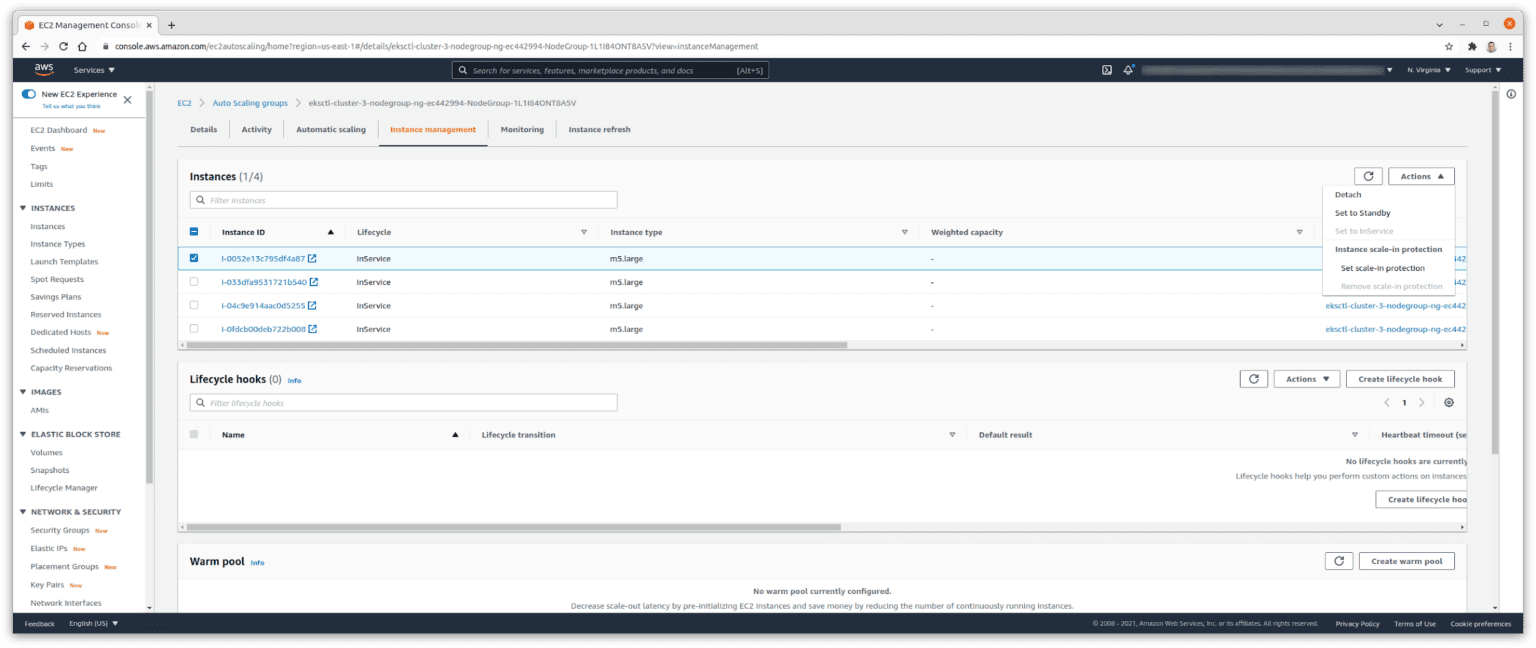 EC2 Management Consol
console.aws.amazon.com/ec2autoscaling/home?region=us-east-1#/details/eksctl-cluster-3-nodegroup-ng-ec442994-NodeGroup-1L1I84ONT8A5V?view=instanceManagement
aws Services Search for services, features, marketplace products, and docs [Alt+S] N. Virginia Support
New EC2 Experience
Tell us what you think
EC2 Dashboard New
Events New
Tags
Limits
INSTANCES
Instances
Instance Types
Launch Templates
Spot Requests
Savings Plans
Reserved Instances
Dedicated Hosts New
Scheduled Instances
Capacity Reservations
IMAGES
AMIs
ELASTIC BLOCK STORE
Volumes
Snapshots
Lifecycle Manager
NETWORK & SECURITY
Security Groups New
Elastic IPs New
Placement Groups New
Key Pairs New
Network Interfaces
EC2 > Auto Scaling groups > eksctl-cluster-3-nodegroup-ng-ec442994-NodeGroup-1L1I84ONT8A5V
Details Activity Automatic scaling Instance management Monitoring Instance refresh
Instances (1/4) Actions
Filter instances
Detach
Set to Standby
Set to InService
Instance scale-in protection
Set scale-in protection
Remove scale-in protection
Instance ID Lifecycle Instance type Weighted capacity
i-0052e13c795df4a87 InService m5.large - 442
i-033dfa9531721b540 InService m5.large - 442
i-04c9e914aac0d5255 InService m5.large - eksctl-cluster-3-nodegroup-ng-ec442
i-0fdcb00deb722b008 InService m5.large - eksctl-cluster-3-nodegroup-ng-ec442
Lifecycle hooks (0) Info Actions Create lifecycle hook
Filter lifecycle hooks 1
Name Lifecycle transition Default result Heartbeat timeout (se
No lifecycle hooks are currently
Lifecycle hooks help you perform custom actions on instances
Create lifecycle hoo
Warm pool Info Create warm pool
No warm pool currently configured.
Decrease scale-out latency by pre-initializing EC2 instances and save money by reducing the number of continuously running instances.
Feedback English (US) © 2008 - 2021, Amazon Web Services, Inc. or its affiliates. All rights reserved. Privacy Policy Terms of Use Cookie preferences